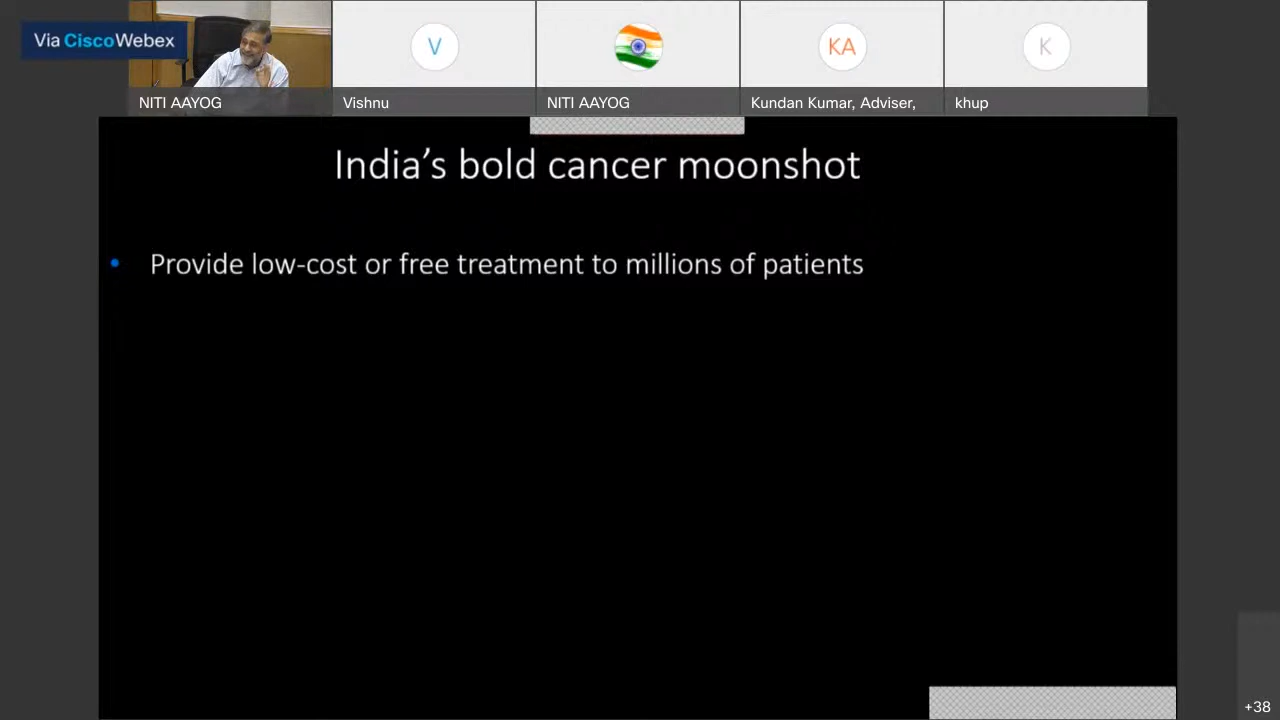 Via Cisco Webex
V
KA
K
NITI AAYOG
Vishnu
NITI AAYOG
Kundan Kumar, Adviser,
khup
India’s bold cancer moonshot
• Provide low-cost or free treatment to millions of patients
+38